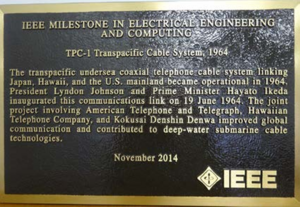 IEEE MILESTONE IN ELECTRICAL ENGINEERING
AND COMPUTING
TPC-1 Transpacific Cable System, 1964
The transpacific undersea coaxial telephone cable system linking
Japan, Hawaii, and the U.S. mainland became operational in 1964.
President Lyndon Johnson and Prime Minister Hayato Ikeda
inaugurated this communications link on 19 June 1964. The joint
project involving American Telephone and Telegraph, Hawaiian
Telephone Company, and Kokusai Denshin Denwa improved global
communication and contributed to deep-water submarine cable
technologies.
November 2014
IEEE